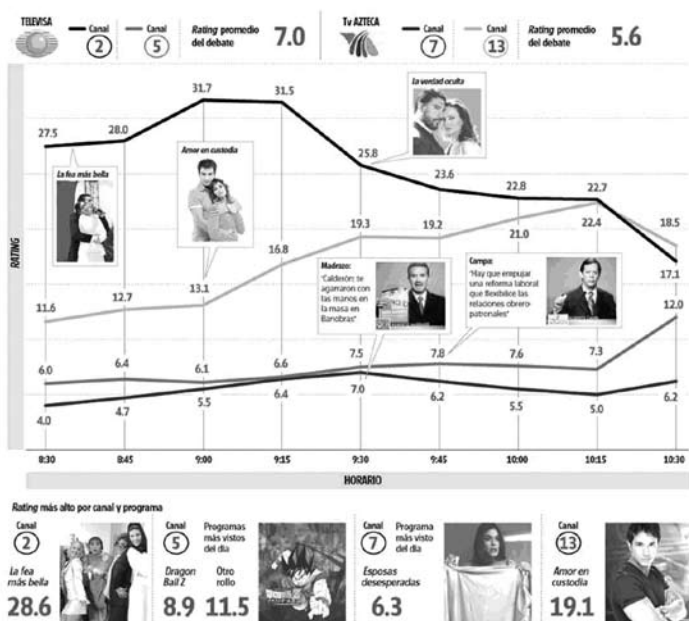 TELEVISA
Canal 2
Canal 5
Rating promedio del debate 7.0
Tv AZTECA
Canal 7
Canal 13
Rating promedio del debate 5.6
RATING
27.5 28.0 31.7 31.5 25.8 23.6 22.8 22.7 17.1
11.6 12.7 13.1 16.8 19.3 19.2 21.0 22.4 18.5
6.0 6.4 6.1 6.6 7.5 7.8 7.6 7.3 12.0
4.0 4.7 5.5 6.4 7.0 6.2 5.5 5.0 6.2
La fea más bella
Amor en custodia
La verdad oculta
Madrazo:
"Calderón: te
agarraron con
las manos en
la masa en
Banobras"
Campa:
"Hay que empujar
una reforma laboral
que flexibilice las
relaciones obrero-
patronales"
8:30 8:45 9:00 9:15 9:30 9:45 10:00 10:15 10:30
HORARIO
Rating más alto por canal y programa
Canal
2
La fea
más bella
28.6
Canal
5
Programas
más vistos
del día
Dragon
Ball Z
8.9
Otro
rollo
11.5
Canal
7
Programa
más visto
del día
Esposas
desesperadas
6.3
Canal
13
Amor en
custodia
19.1